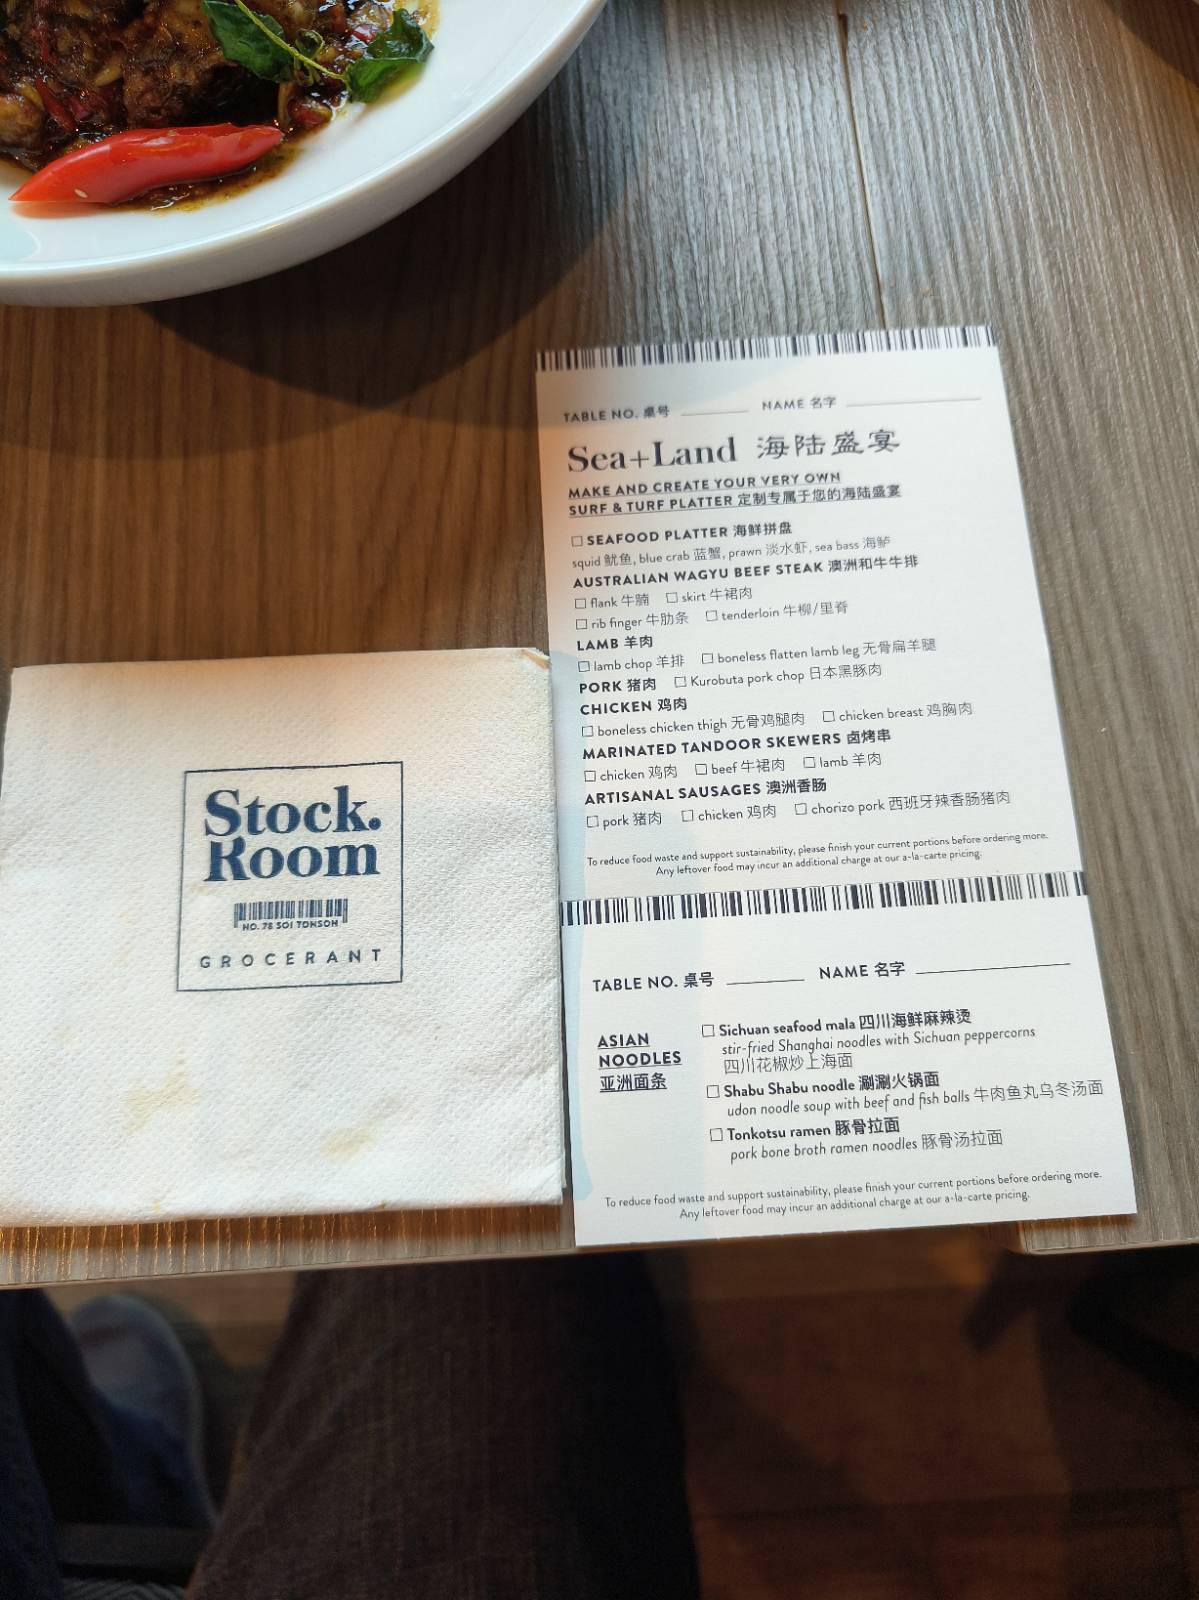 TABLE NO. 桌号 NAME 名字
Sea+Land 海陆盛宴
MAKE AND CREATE YOUR VERY OWN
SURF & TURF PLATTER 定制专属于您的海陆盛宴
SEAFOOD PLATTER 海鲜拼盘
squid 鱿鱼, blue crab 蓝蟹, prawn 淡水虾, sea bass 海鲈
AUSTRALIAN WAGYU BEEF STEAK 澳洲和牛牛排
flank 牛腩 skirt 牛裙肉
rib finger 牛肋条 tenderloin 牛柳/里脊
LAMB 羊肉
lamb chop 羊排 boneless flatten lamb leg 无骨扁羊腿
PORK 猪肉 Kurobuta pork chop 日本黑豚肉
CHICKEN 鸡肉
boneless chicken thigh 无骨鸡腿肉 chicken breast 鸡胸肉
MARINATED TANDOOR SKEWERS 卤烤串
chicken 鸡肉 beef 牛裙肉 lamb 羊肉
ARTISANAL SAUSAGES 澳洲香肠
pork 猪肉 chicken 鸡肉 chorizo pork 西班牙辣香肠猪肉
To reduce food waste and support sustainability, please finish your current portions before ordering more.
Any leftover food may incur an additional charge at our a-la-carte pricing.
TABLE NO. 桌号 NAME 名字
ASIAN
NOODLES
亚洲面条
Sichuan seafood mala 四川海鲜麻辣烫
stir-fried Shanghai noodles with Sichuan peppercorns
四川花椒炒上海面
Shabu Shabu noodle 涮涮火锅面
udon noodle soup with beef and fish balls 牛肉鱼丸乌冬汤面
Tonkotsu ramen 豚骨拉面
pork bone broth ramen noodles 豚骨汤拉面
To reduce food waste and support sustainability, please finish your current portions before ordering more.
Any leftover food may incur an additional charge at our a-la-carte pricing.
Stock.
Room
NO. 78 SOI TONSON
GROCERANT